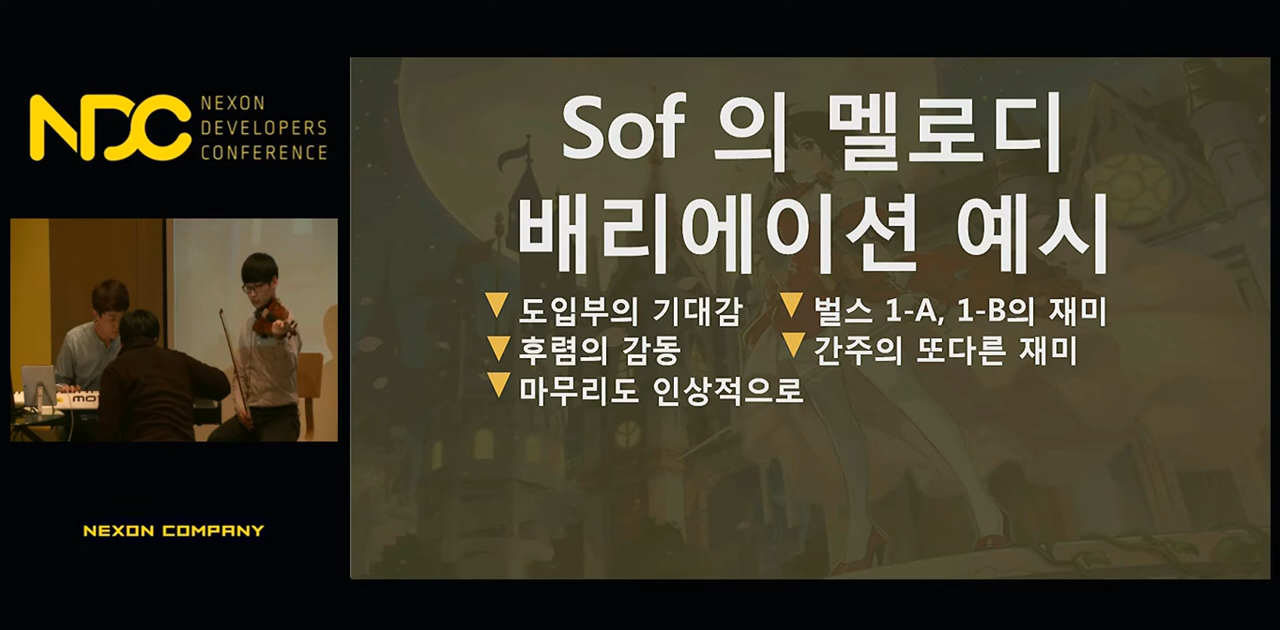 NDC
NEXON
DEVELOPERS
CONFERENCE
Sof 의 멜로디
배리에이션 예시
도입부의 기대감
벌스 1-A, 1-B의 재미
후렴의 감동
간주의 또다른 재미
마무리도 인상적으로
mo
NEXON COMPANY